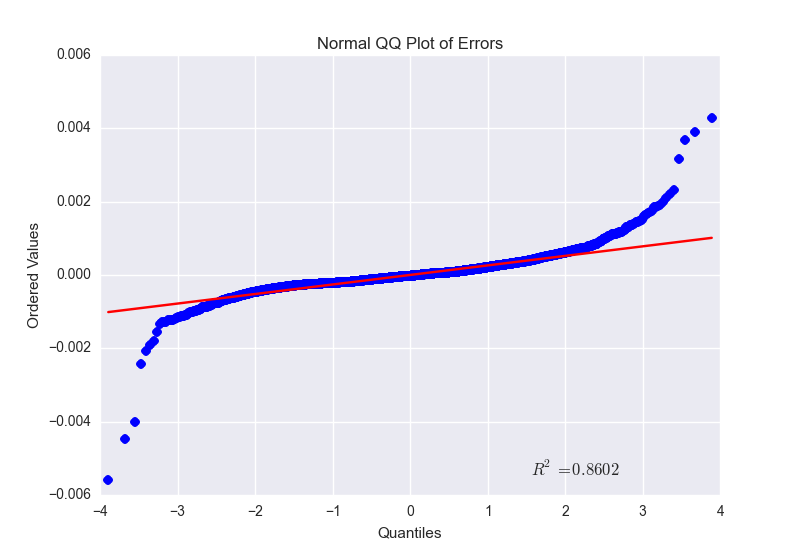 Normal QQ Plot of Errors
0.006
0.004
0.002
0.000
−0.002
−0.004
−0.006
Ordered Values
R² = 0.8602
−4 −3 −2 −1 0 1 2 3 4
Quantiles